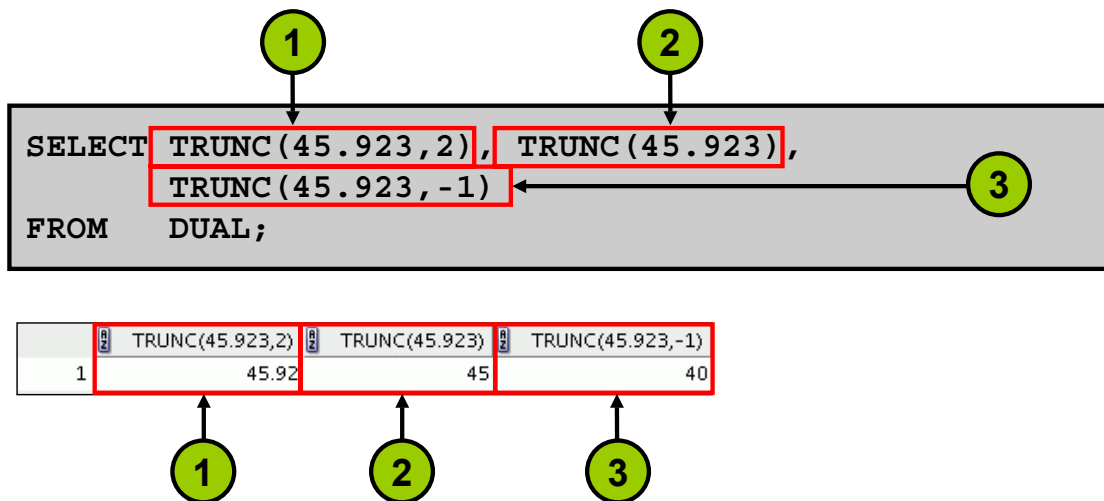 1 2
SELECT TRUNC(45.923,2), TRUNC(45.923),
TRUNC(45.923,-1) 3
FROM DUAL;
TRUNC(45.923,2) TRUNC(45.923) TRUNC(45.923,-1)
1 45.92 45 40
1 2 3